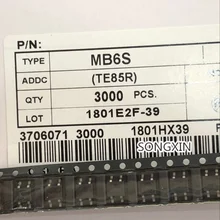 P/N:
TYPE MB6S
ADDC (TE85R)
QTY 3000 PCS.
LOT 1801E2F-39
SONGXIN
3706071 3000 1801HX39